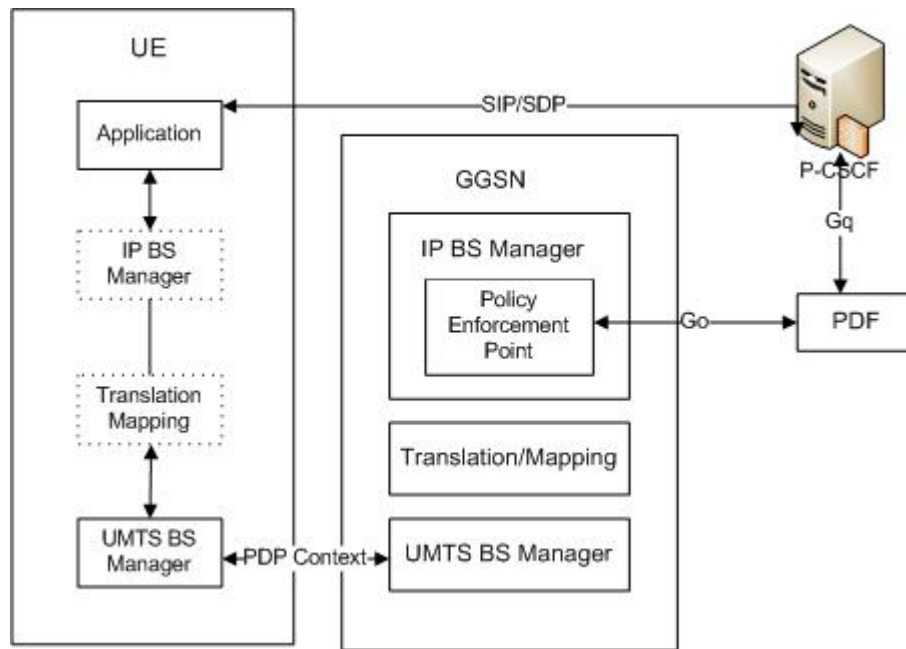 UE
Application
IP BS
Manager
Translation
Mapping
UMTS BS
Manager
SIP/SDP
GGSN
IP BS Manager
Policy
Enforcement
Point
Translation/Mapping
UMTS BS Manager
PDP Context
P-CSCF
Gq
Go
PDF